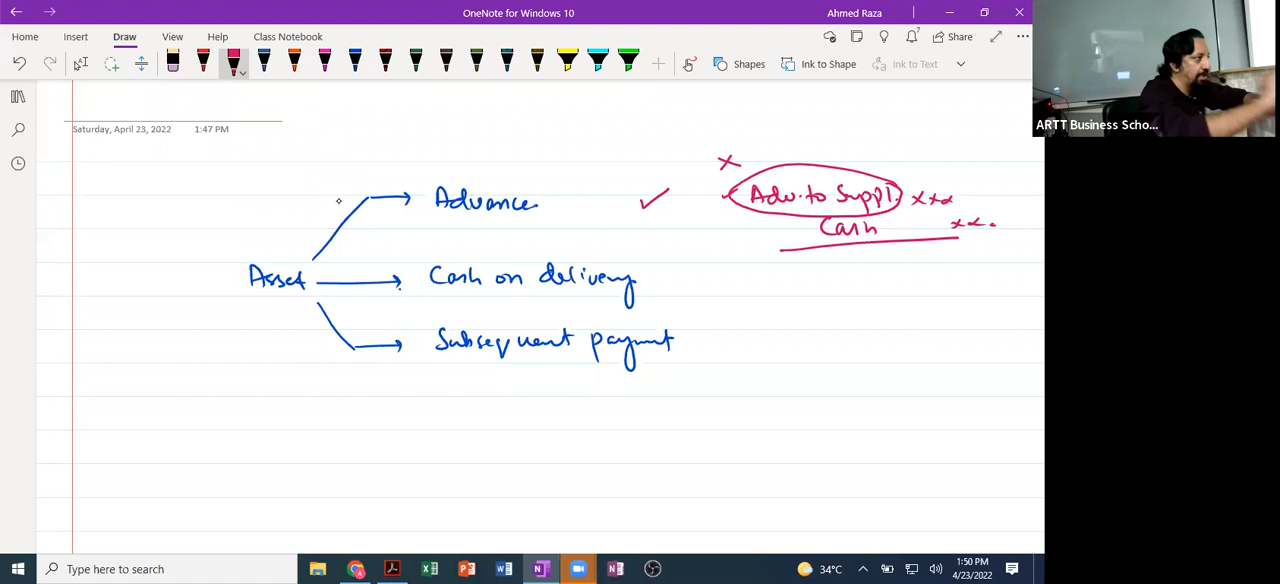 OneNote for Windows 10
Ahmed Raza
Home Insert Draw View Help Class Notebook
Share
Shapes Ink to Shape Ink to Text
ARTT Business Scho...
Saturday, April 23, 2022 1:47 PM
Advance
Adv. to Suppl. xxx
Cash xxx.
Asset
Cash on delivery
Subsequent paymnt
Type here to search
34°C
1:50 PM
4/23/2022